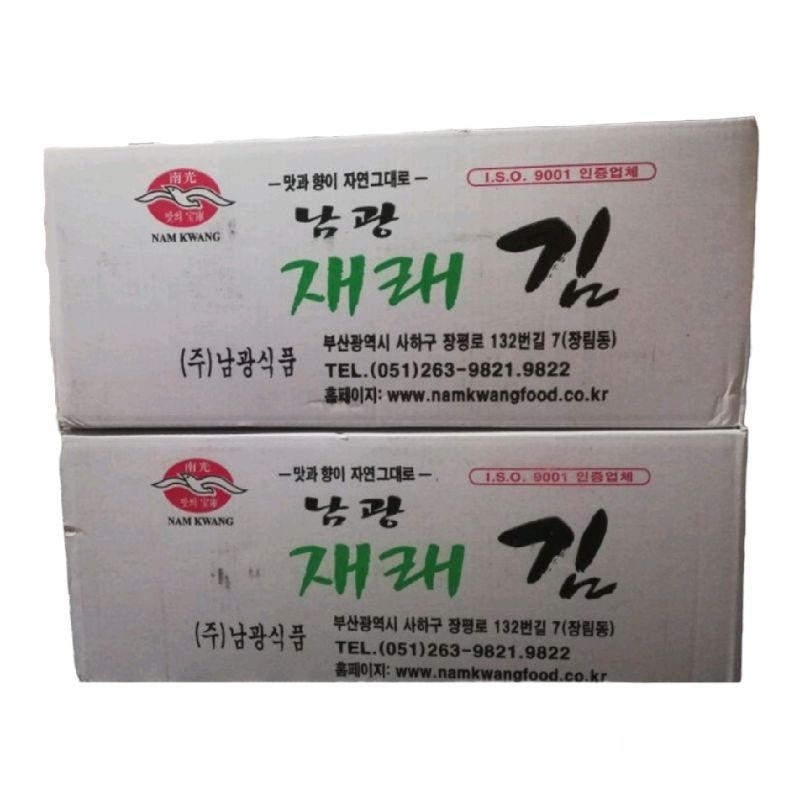 南光
맛의 宝庫
NAM KWANG
-맛과 향이 자연그대로-
I.S.O. 9001 인증업체
남광
재래 김
(주)남광식품
부산광역시 사하구 장평로 132번길 7(장림동)
TEL.(051)263-9821.9822
홈페이지: www.namkwangfood.co.kr
南光
맛의 宝庫
NAM KWANG
-맛과 향이 자연그대로-
I.S.O. 9001 인증업체
남광
재래 김
(주)남광식품
부산광역시 사하구 장평로 132번길 7(장림동)
TEL.(051)263-9821.9822
홈페이지: www.namkwangfood.co.kr